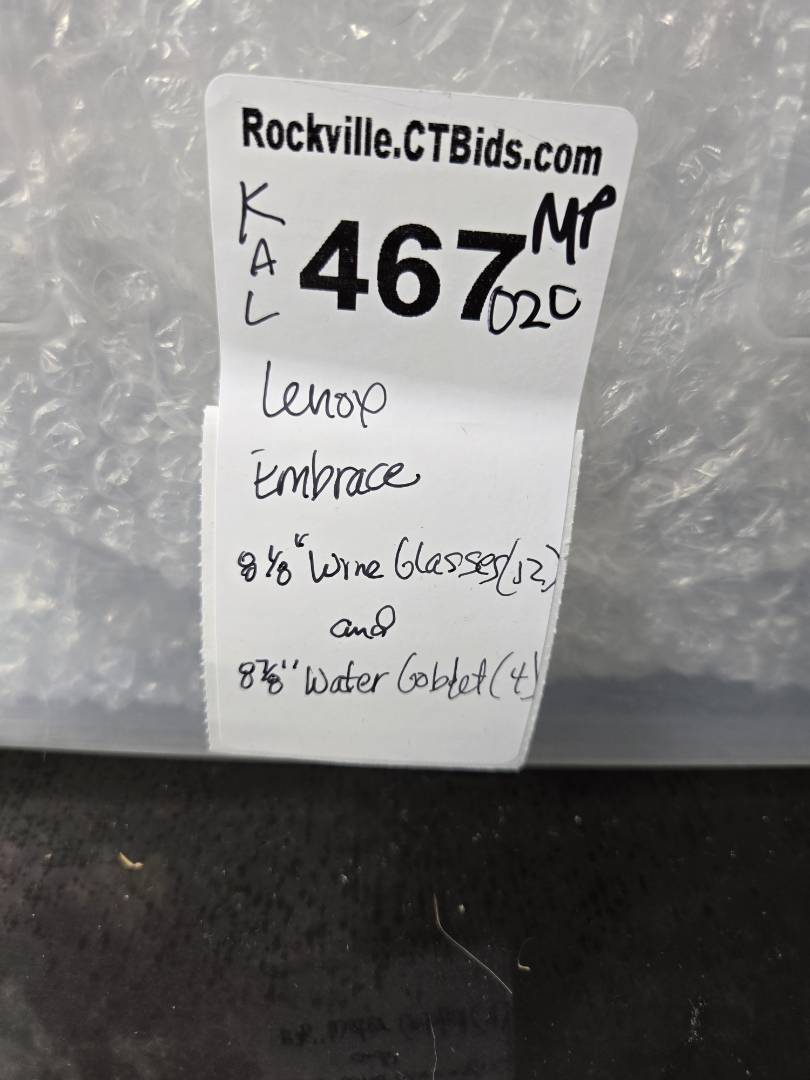 Rockville.CTBids.com
KAL
467
MP
020
Lenox
Embrace
8 1/8" Wine Glasses (12)
and
8 7/8" Water Goblet (4)